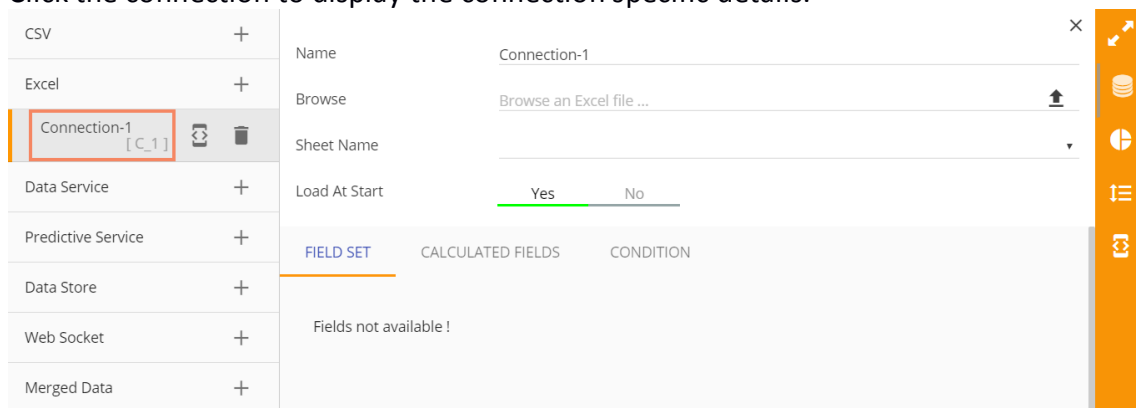 Click the connection to display the connection specific details.
CSV
Excel
Connection-1
[ C_1 ]
Data Service
Predictive Service
Data Store
Web Socket
Merged Data
Name Connection-1
Browse Browse an Excel file ...
Sheet Name
Load At Start Yes No
FIELD SET CALCULATED FIELDS CONDITION
Fields not available !